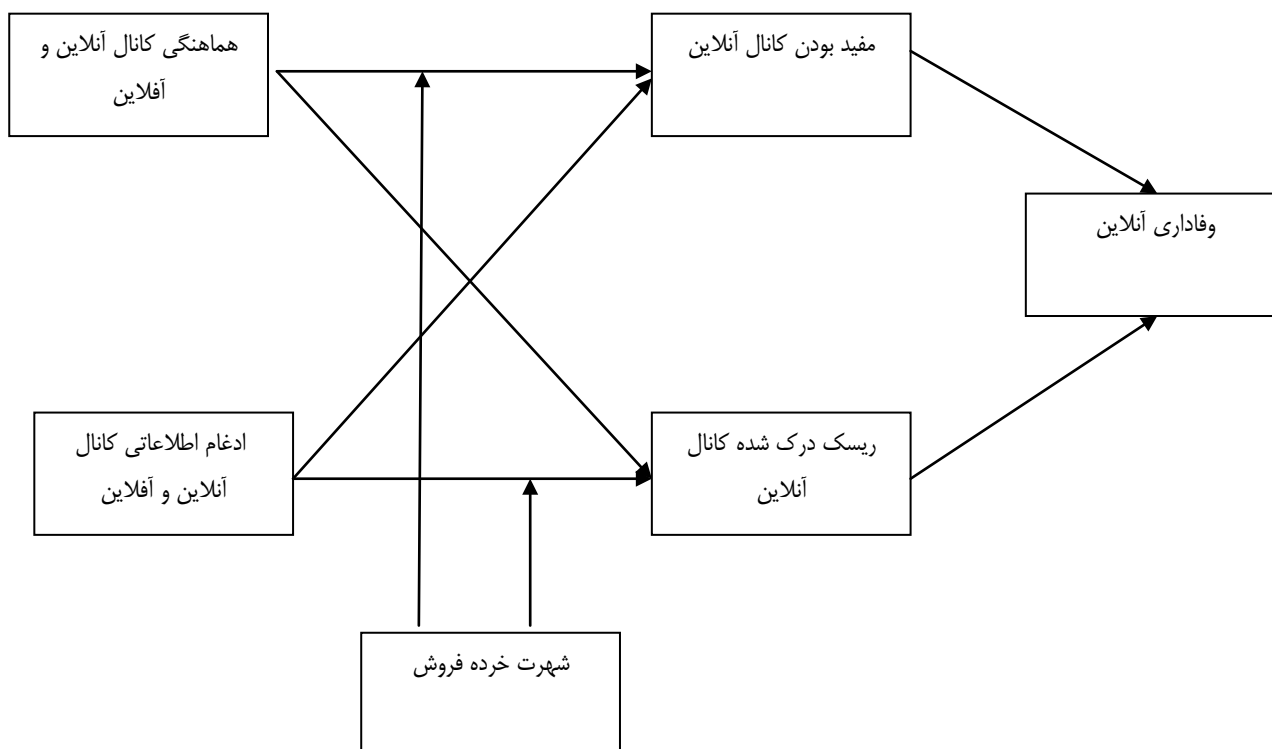 هماهنگی کانال آنلاین و
آفلاین
مفید بودن کانال آنلاین
وفاداری آنلاین
ادغام اطلاعاتی کانال
آنلاین و آفلاین
ریسک درک شده کانال
آنلاین
شهرت خرده فروش